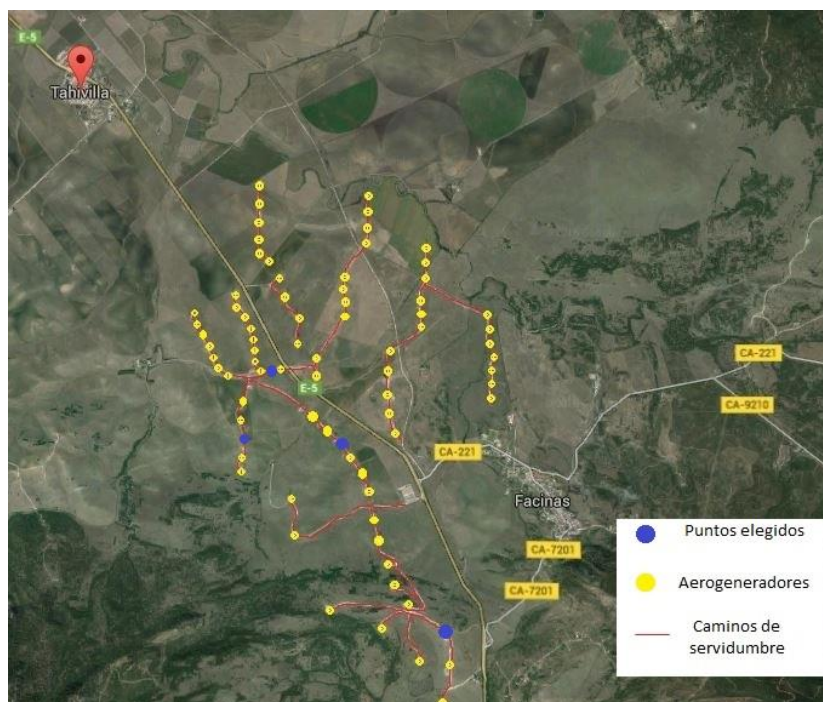 E-5
Tahivilla
E-5
CA-221
CA-9210
CA-221
Facinas
CA-7201
CA-7201
Puntos elegidos
Aerogeneradores
Caminos de
servidumbre